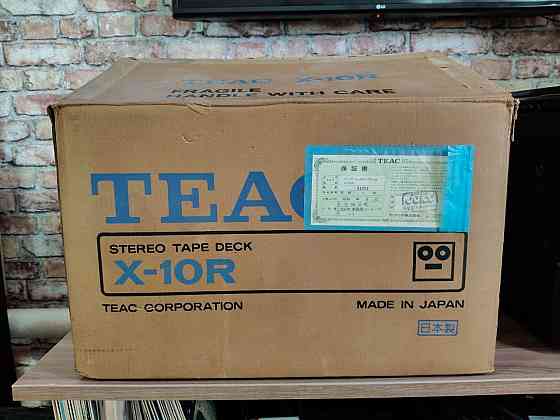 TEAC X-10R
FRAGILE
HANDLE WITH CARE
TEAC
TEAC
保証書
STEREO TAPE DECK
X-10R
TEAC CORPORATION
MADE IN JAPAN
日本製
LG